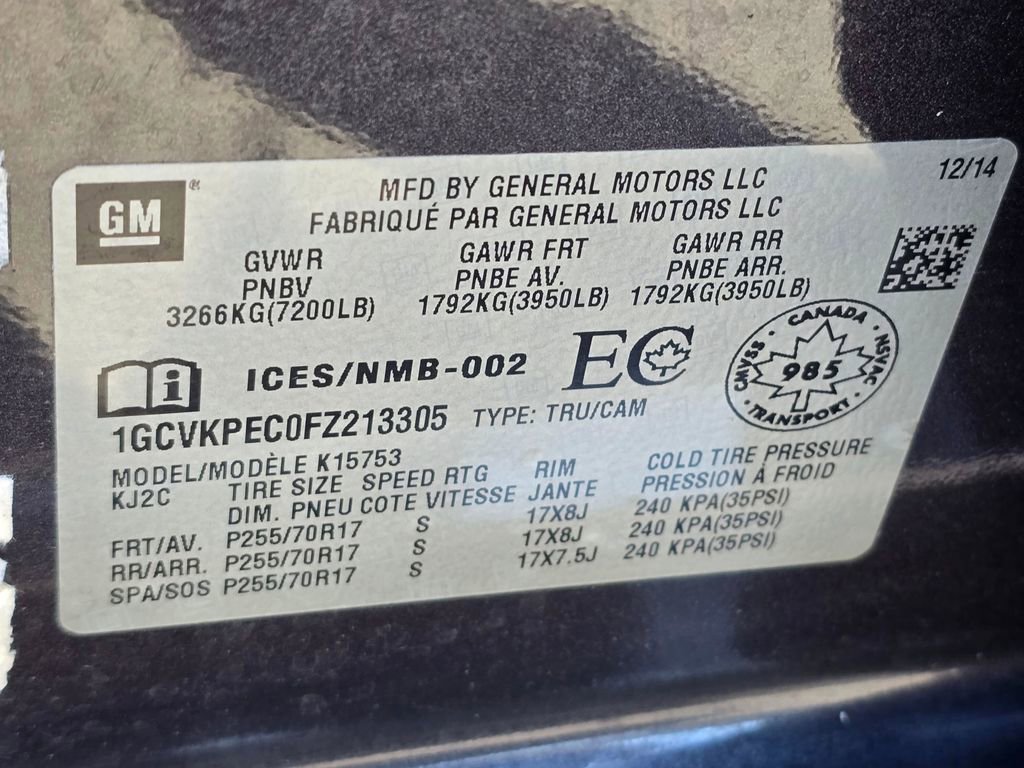 GM ®
MFD BY GENERAL MOTORS LLC
12/14
FABRIQUÉ PAR GENERAL MOTORS LLC
GVWR GAWR FRT GAWR RR
PNBV PNBE AV. PNBE ARR.
3266KG(7200LB) 1792KG(3950LB) 1792KG(3950LB)
i ICES/NMB-002 EC
CANADA
CMVSS 985 NSVAC
TRANSPORT
1GCVKPEC0FZ213305 TYPE: TRU/CAM
MODEL/MODÈLE K15753
KJ2C TIRE SIZE SPEED RTG RIM COLD TIRE PRESSURE
DIM. PNEU COTE VITESSE JANTE PRESSION À FROID
FRT/AV. P255/70R17 S 17X8J 240 KPA(35PSI)
RR/ARR. P255/70R17 S 17X8J 240 KPA(35PSI)
SPA/SOS P255/70R17 S 17X7.5J 240 KPA(35PSI)